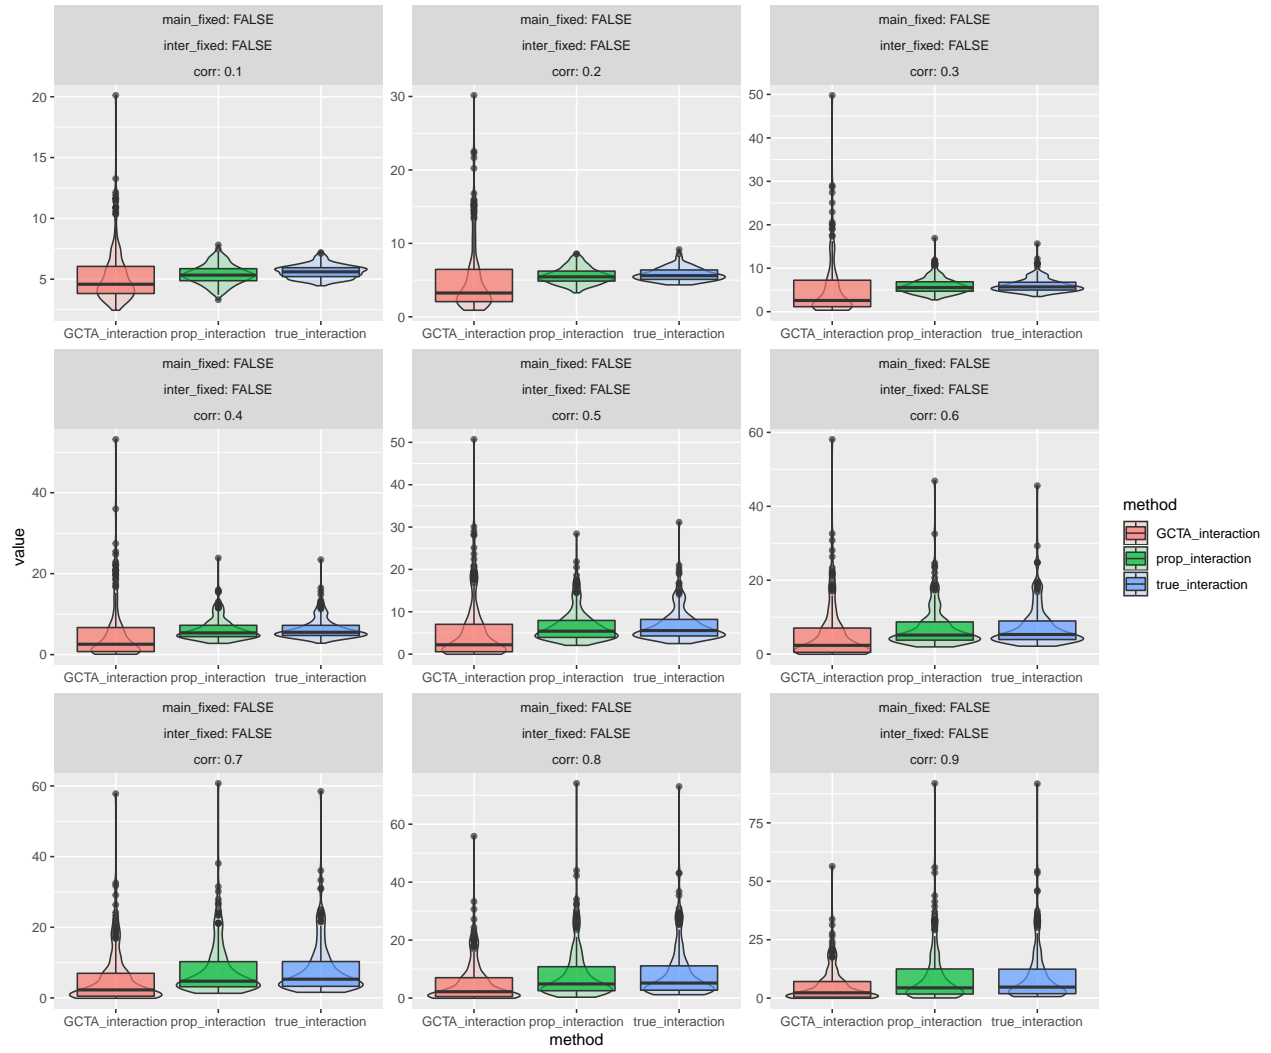 main_fixed: FALSE
inter_fixed: FALSE
corr: 0.1
20
15
10
5
GCTA_interaction prop_interaction true_interaction
main_fixed: FALSE
inter_fixed: FALSE
corr: 0.2
30
20
10
0
GCTA_interaction prop_interaction true_interaction
main_fixed: FALSE
inter_fixed: FALSE
corr: 0.3
50
40
30
20
10
0
GCTA_interaction prop_interaction true_interaction
value
main_fixed: FALSE
inter_fixed: FALSE
corr: 0.4
40
20
0
GCTA_interaction prop_interaction true_interaction
main_fixed: FALSE
inter_fixed: FALSE
corr: 0.5
50
40
30
20
10
0
GCTA_interaction prop_interaction true_interaction
main_fixed: FALSE
inter_fixed: FALSE
corr: 0.6
60
40
20
0
GCTA_interaction prop_interaction true_interaction
main_fixed: FALSE
inter_fixed: FALSE
corr: 0.7
60
40
20
0
GCTA_interaction prop_interaction true_interaction
main_fixed: FALSE
inter_fixed: FALSE
corr: 0.8
60
40
20
0
GCTA_interaction prop_interaction true_interaction
main_fixed: FALSE
inter_fixed: FALSE
corr: 0.9
75
50
25
0
GCTA_interaction prop_interaction true_interaction
method
method
GCTA_interaction
prop_interaction
true_interaction